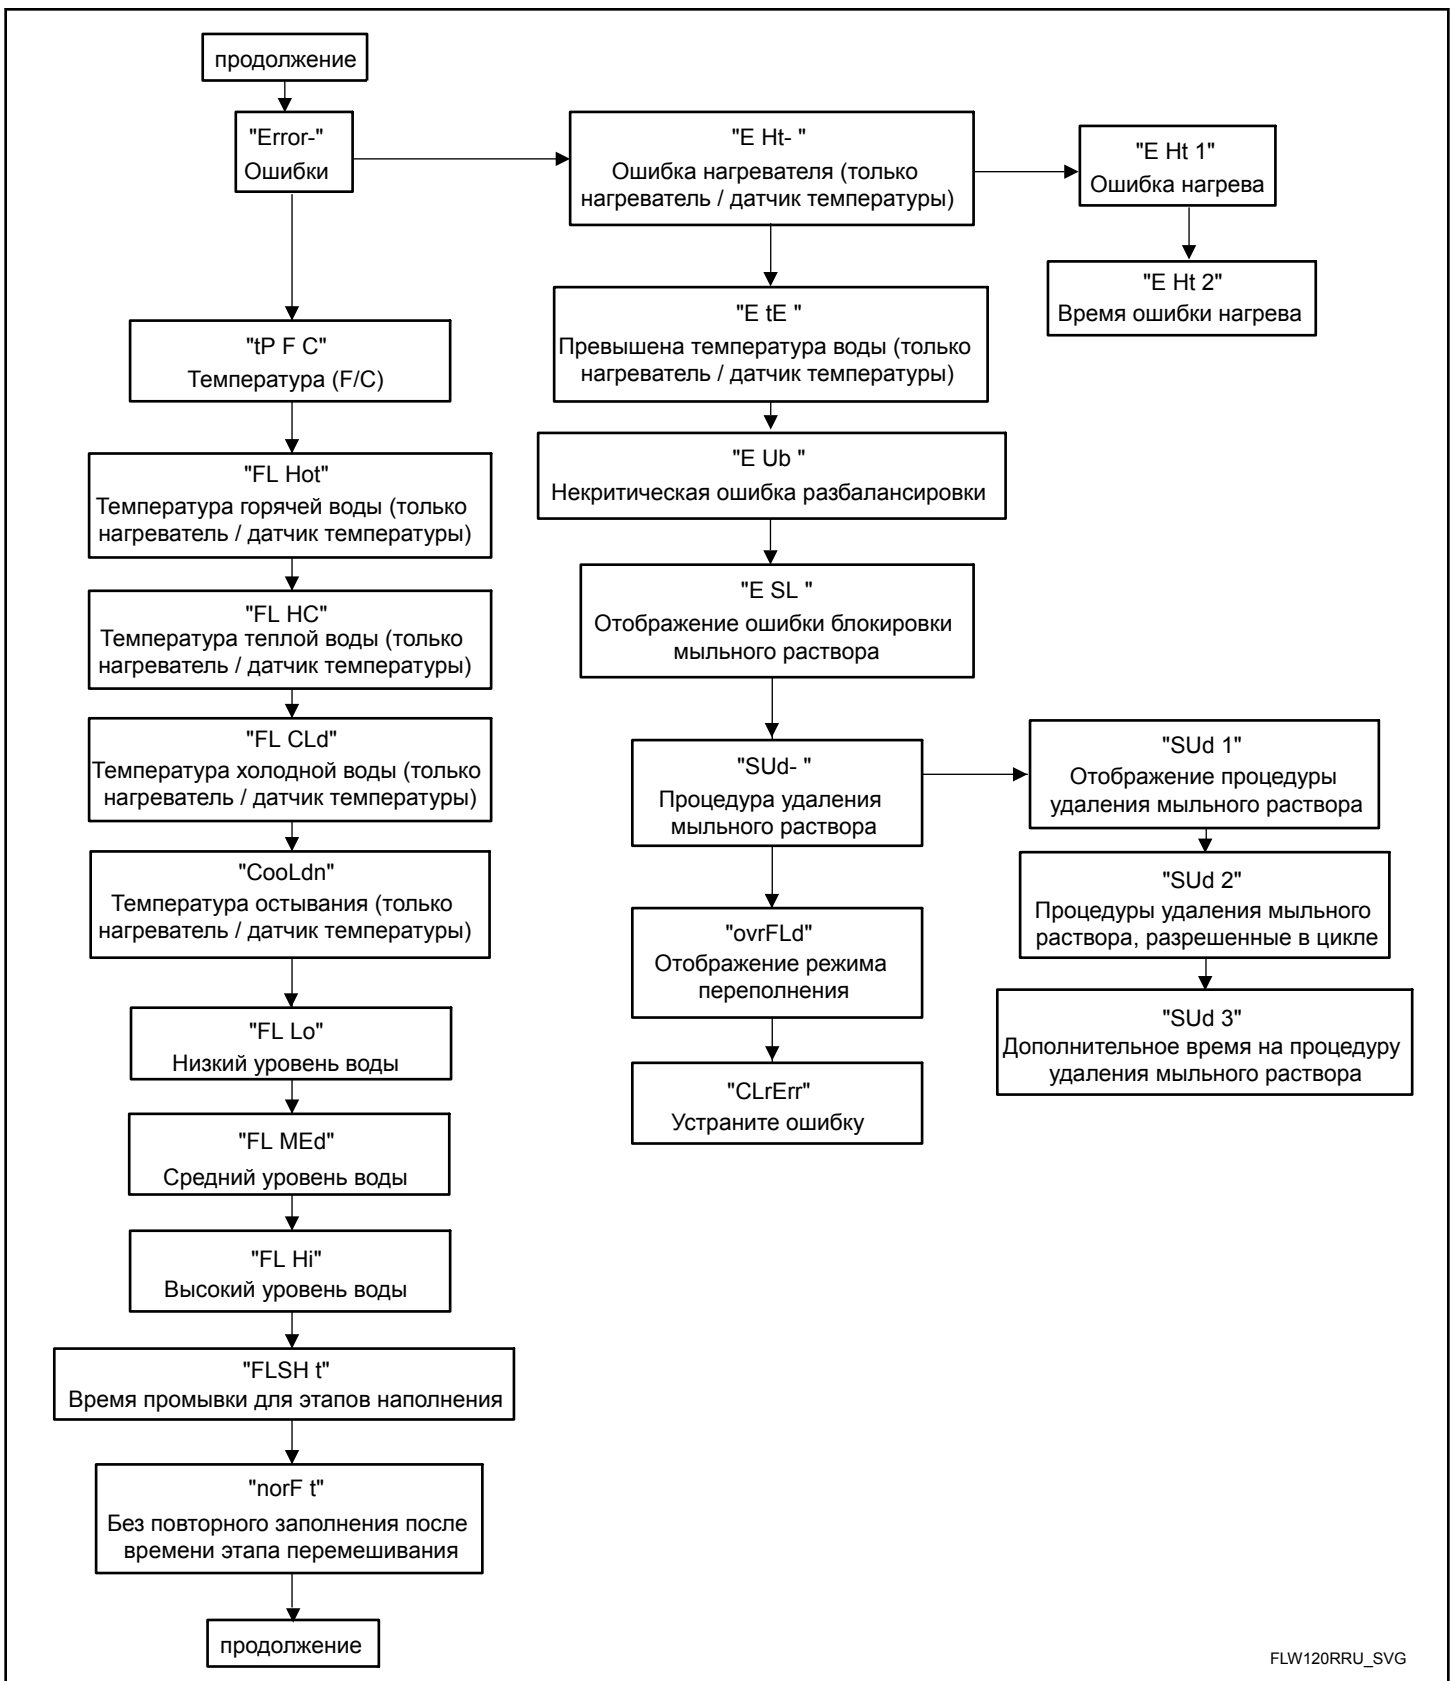 продолжение
"Error-"
Ошибки
"E Ht- "
Ошибка нагревателя (только
нагреватель / датчик температуры)
"E Ht 1"
Ошибка нагрева
"E Ht 2"
Время ошибки нагрева
"E tE "
Превышена температура воды (только
нагреватель / датчик температуры)
"E Ub "
Некритическая ошибка разбалансировки
"E SL "
Отображение ошибки блокировки
мыльного раствора
"SUd- "
Процедура удаления
мыльного раствора
"SUd 1"
Отображение процедуры
удаления мыльного раствора
"SUd 2"
Процедуры удаления мыльного
раствора, разрешенные в цикле
"SUd 3"
Дополнительное время на процедуру
удаления мыльного раствора
"ovrFLd"
Отображение режима
переполнения
"CLrErr"
Устраните ошибку
"tP F C"
Температура (F/C)
"FL Hot"
Температура горячей воды (только
нагреватель / датчик температуры)
"FL HC"
Температура теплой воды (только
нагреватель / датчик температуры)
"FL CLd"
Температура холодной воды (только
нагреватель / датчик температуры)
"CooLdn"
Температура остывания (только
нагреватель / датчик температуры)
"FL Lo"
Низкий уровень воды
"FL MEd"
Средний уровень воды
"FL Hi"
Высокий уровень воды
"FLSH t"
Время промывки для этапов наполнения
"norF t"
Без повторного заполнения после
времени этапа перемешивания
продолжение
FLW120RRU_SVG